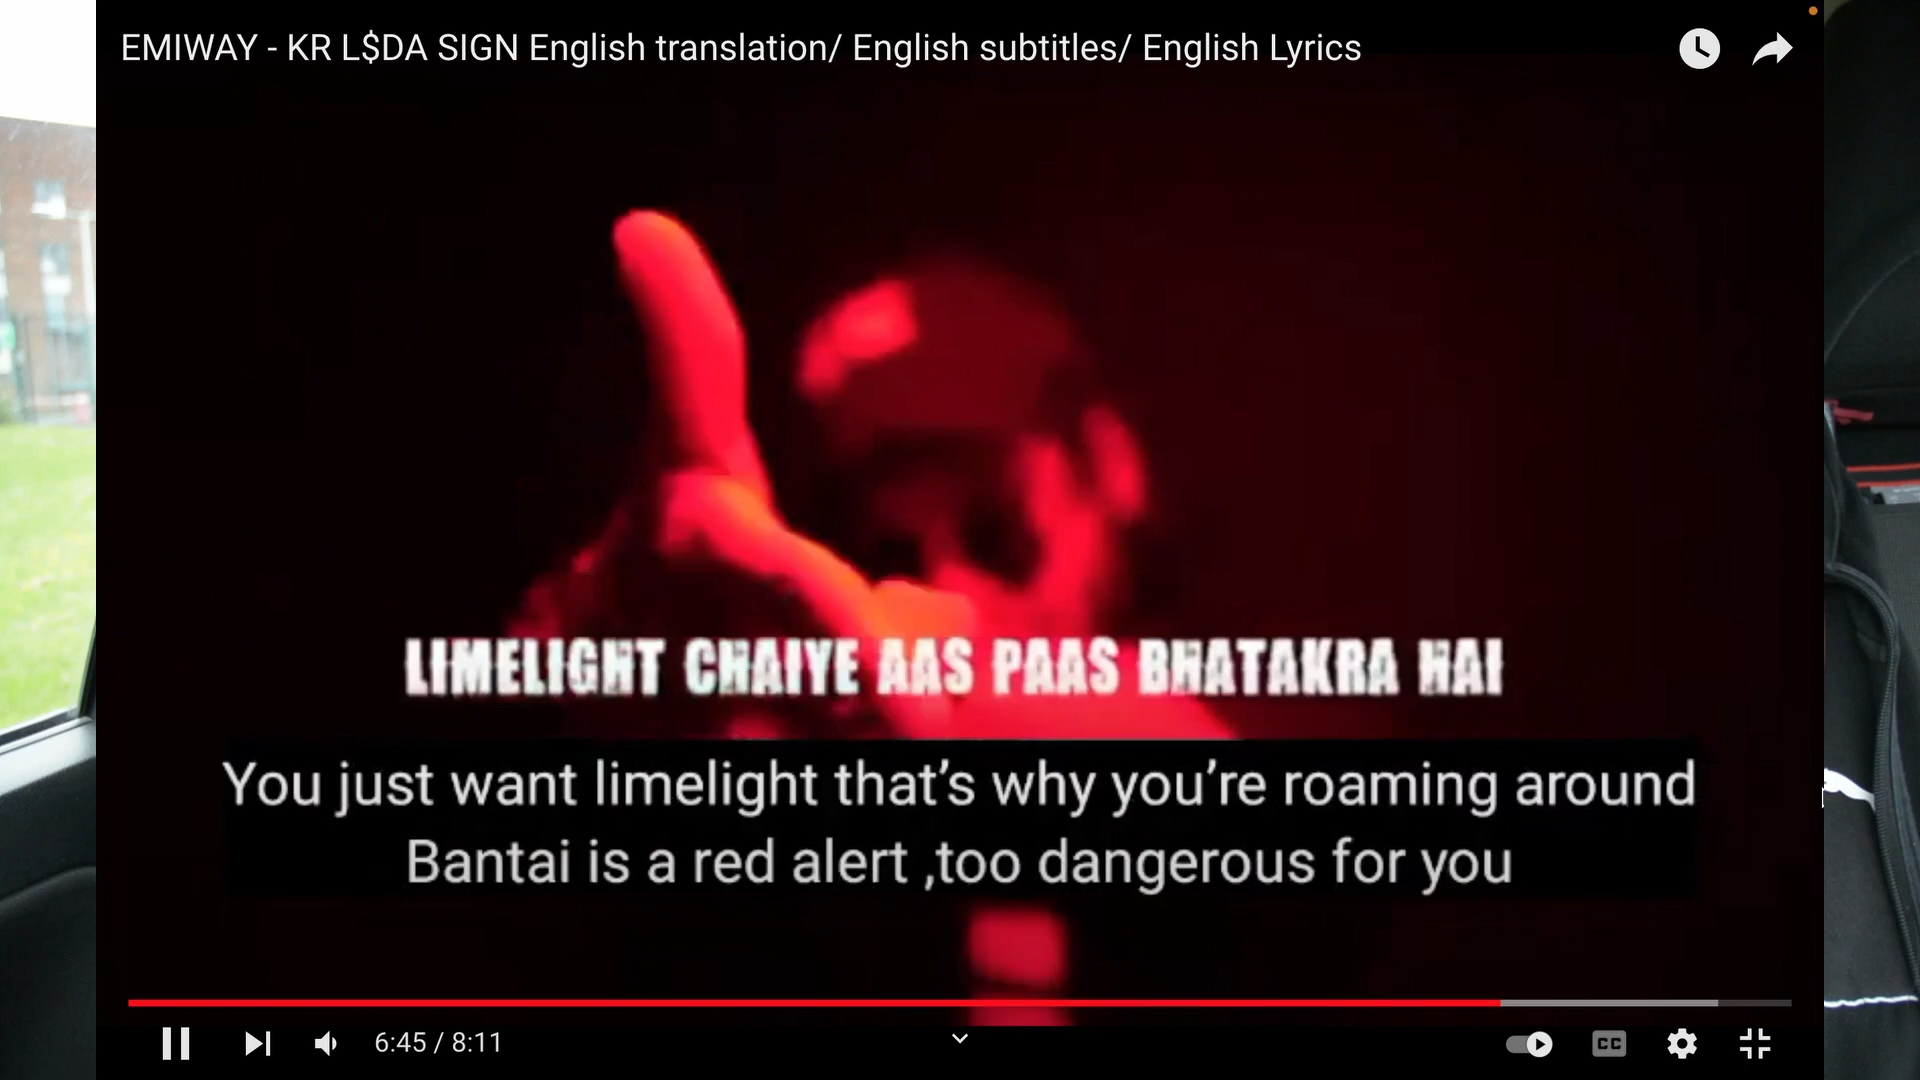 EMIWAY - KR L$DA SIGN English translation/ English subtitles/ English Lyrics
LIMELIGHT CHAIYE AAS PAAS BHATAKRA HAI
You just want limelight that’s why you’re roaming around
Bantai is a red alert ,too dangerous for you
6:45 / 8:11
CC